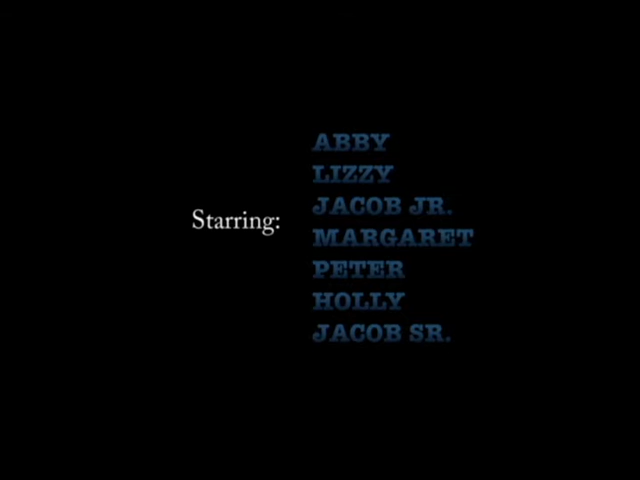 Starring:
ABBY
LIZZY
JACOB JR.
MARGARET
PETER
HOLLY
JACOB SR.